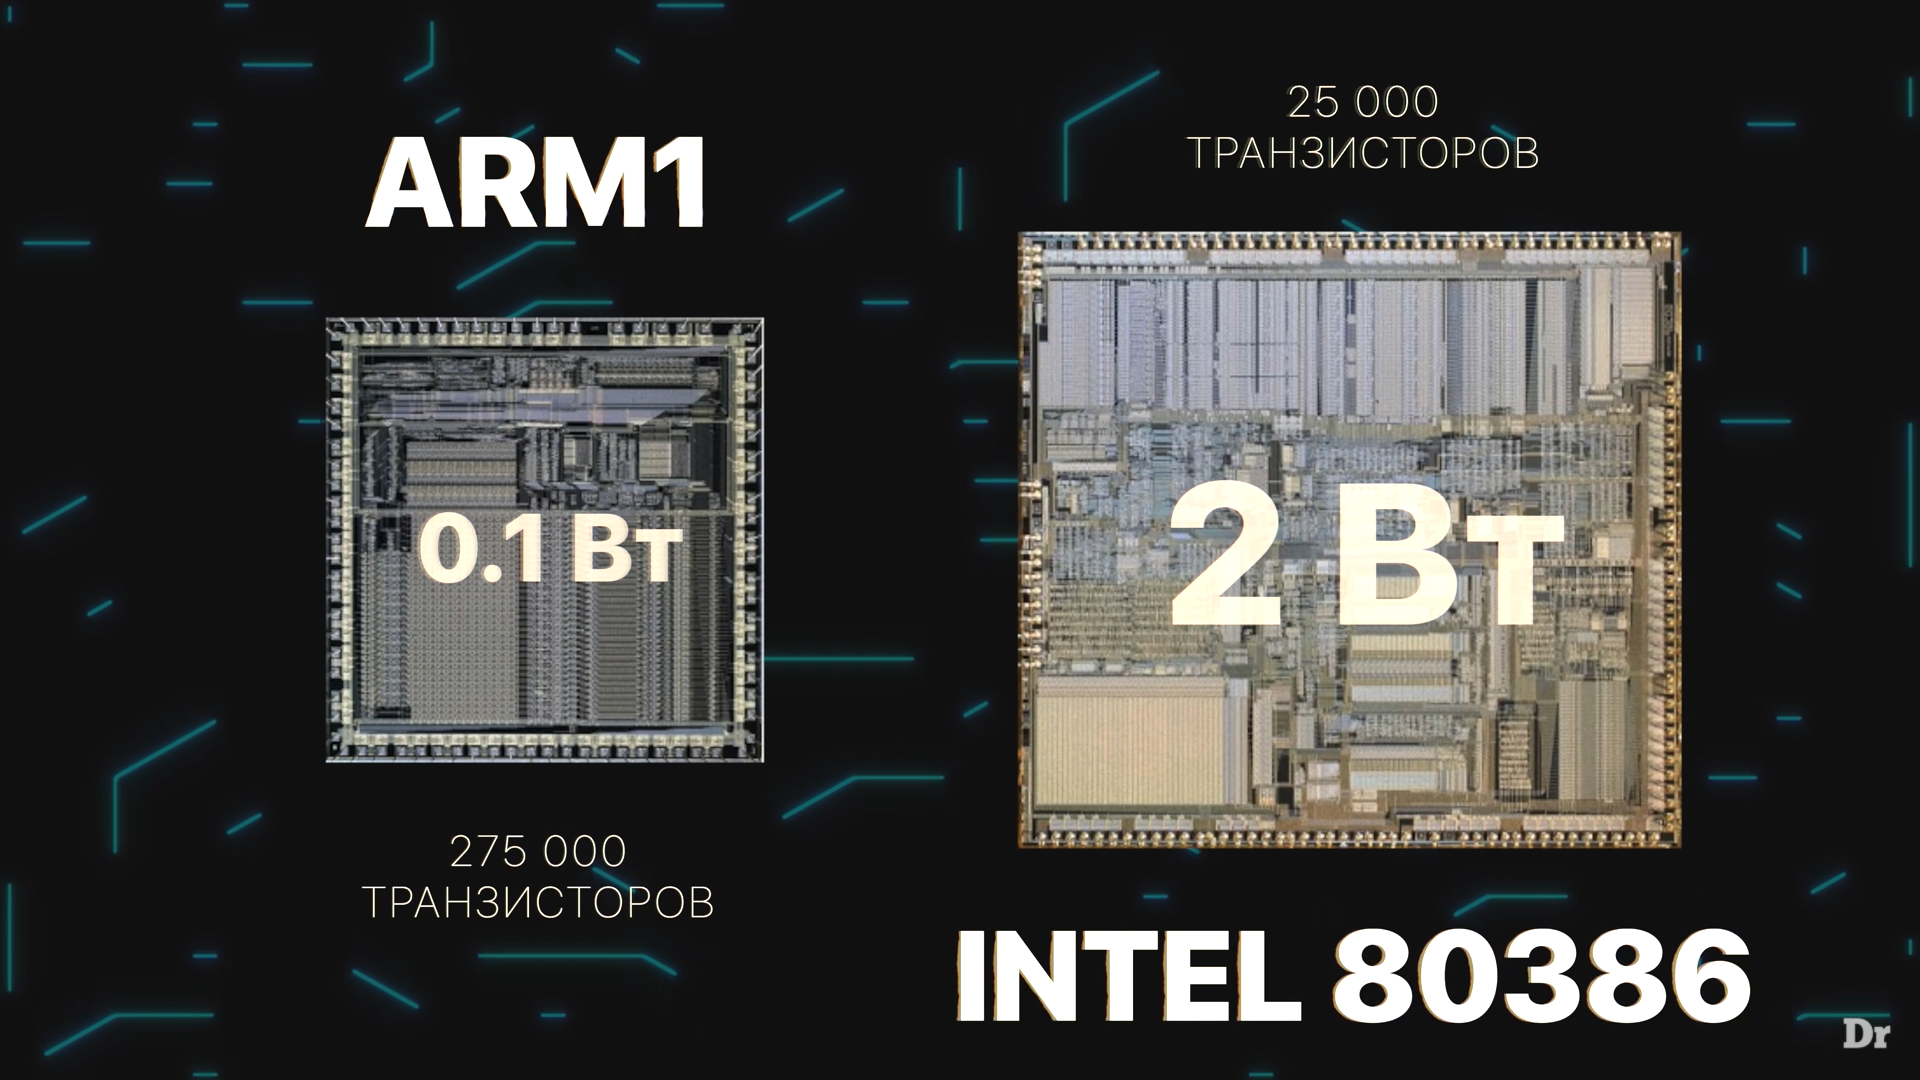 ARM1
0.1 Вт
275 000
ТРАНЗИСТОРОВ
25 000
ТРАНЗИСТОРОВ
2 Вт
INTEL 80386
Dr